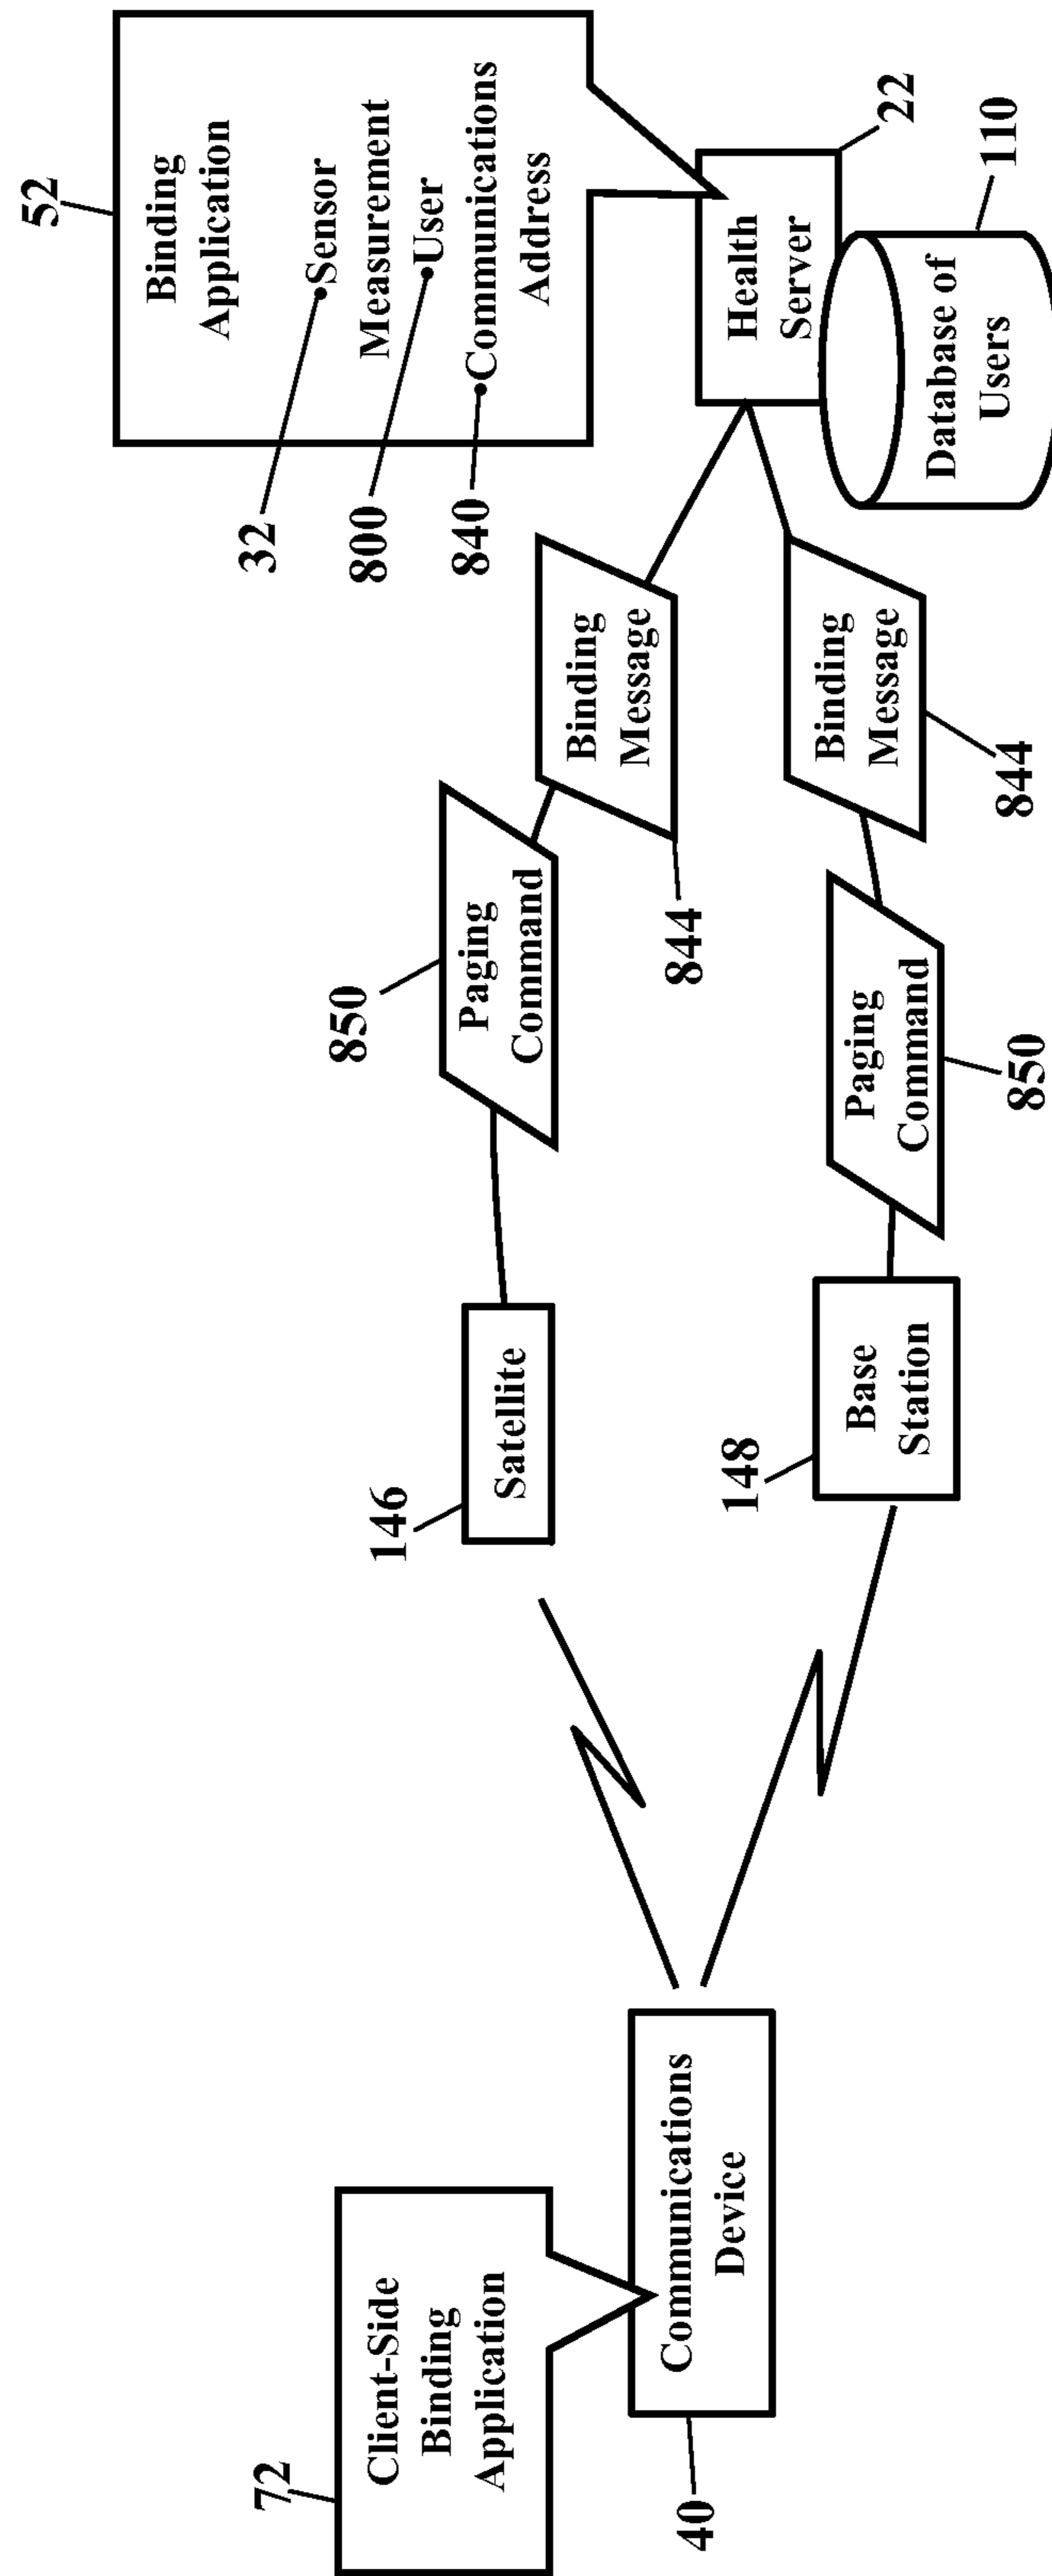 52
Binding
Application
32
Sensor
Measurement
800
User
840
Communications
Address
Health
Server
22
Database of
Users
110
Binding
Message
844
Binding
Message
844
850
Paging
Command
Paging
Command
850
146
Satellite
148
Base
Station
72
Client-Side
Binding
Application
Communications
Device
40